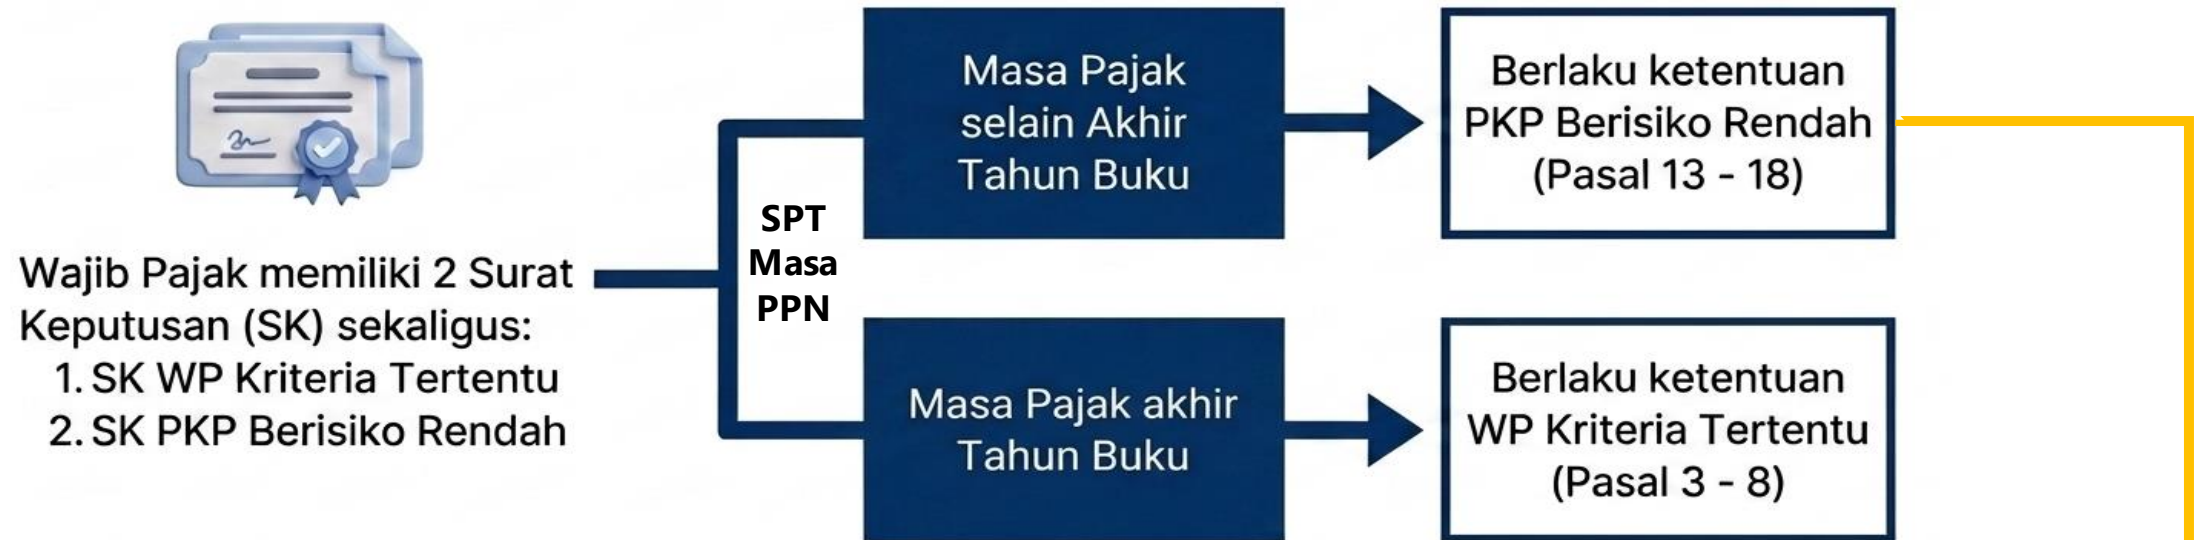 Wajib Pajak memiliki 2 Surat
Keputusan (SK) sekaligus:
1. SK WP Kriteria Tertentu
2. SK PKP Berisiko Rendah
SPT
Masa
PPN
Masa Pajak
selain Akhir
Tahun Buku
Berlaku ketentuan
PKP Berisiko Rendah
(Pasal 13 - 18)
Masa Pajak akhir
Tahun Buku
Berlaku ketentuan
WP Kriteria Tertentu
(Pasal 3 - 8)